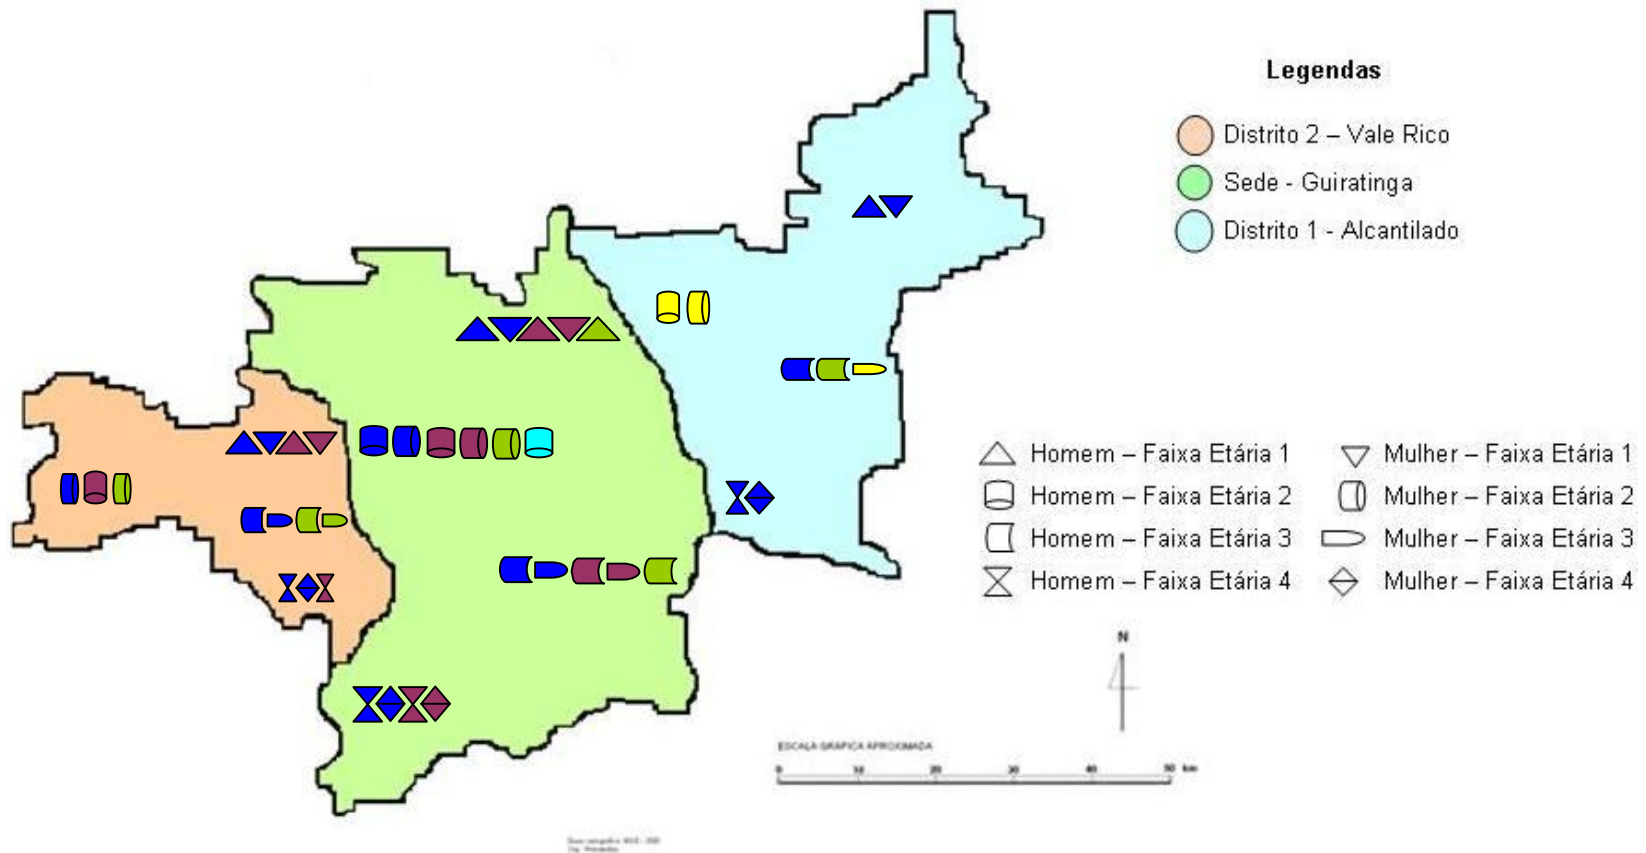 Legendas
Distrito 2 – Vale Rico
Sede - Guiratinga
Distrito 1 - Alcantilado
Homem – Faixa Etária 1
Mulher – Faixa Etária 1
Homem – Faixa Etária 2
Mulher – Faixa Etária 2
Homem – Faixa Etária 3
Mulher – Faixa Etária 3
Homem – Faixa Etária 4
Mulher – Faixa Etária 4
N
ESCALA GRÁFICA APROXIMADA
0 10 20 30 40 50 km